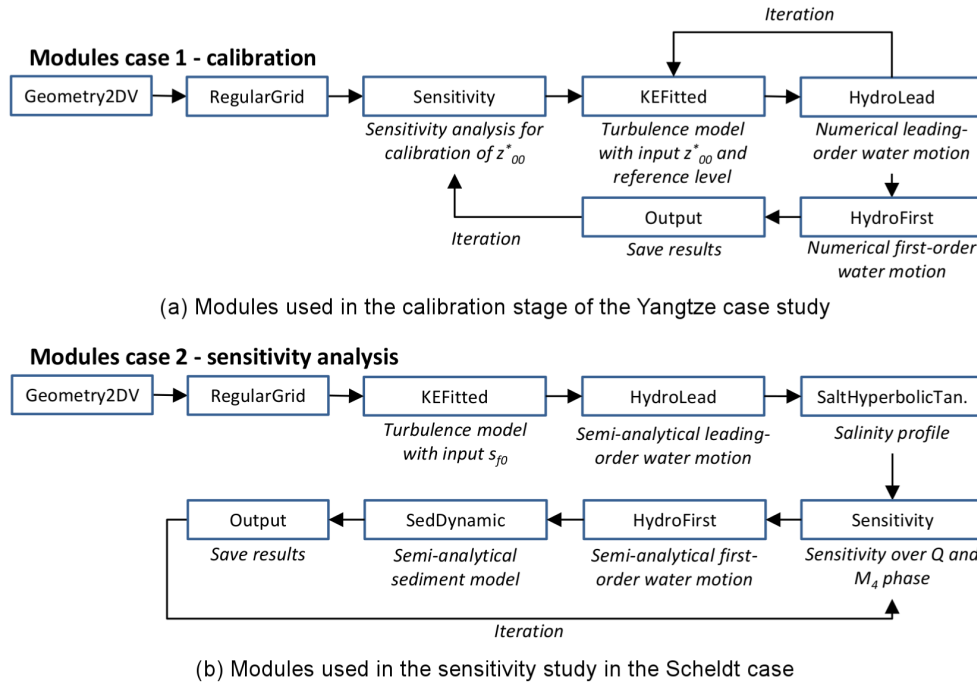 Iteration
Modules case 1 - calibration
Geometry2DV
RegularGrid
Sensitivity
KEFitted
HydroLead
Sensitivity analysis for
calibration of z*00
Turbulence model
with input z*00 and
reference level
Numerical leading-
order water motion
Iteration
Output
Save results
HydroFirst
Numerical first-order
water motion
(a) Modules used in the calibration stage of the Yangtze case study
Modules case 2 - sensitivity analysis
Geometry2DV
RegularGrid
KEFitted
HydroLead
SaltHyperbolicTan.
Turbulence model
with input sf0
Semi-analytical leading-
order water motion
Salinity profile
Output
SedDynamic
HydroFirst
Sensitivity
Save results
Semi-analytical
sediment model
Semi-analytical first-
order water motion
Sensitivity over Q and
M4 phase
Iteration
(b) Modules used in the sensitivity study in the Scheldt case